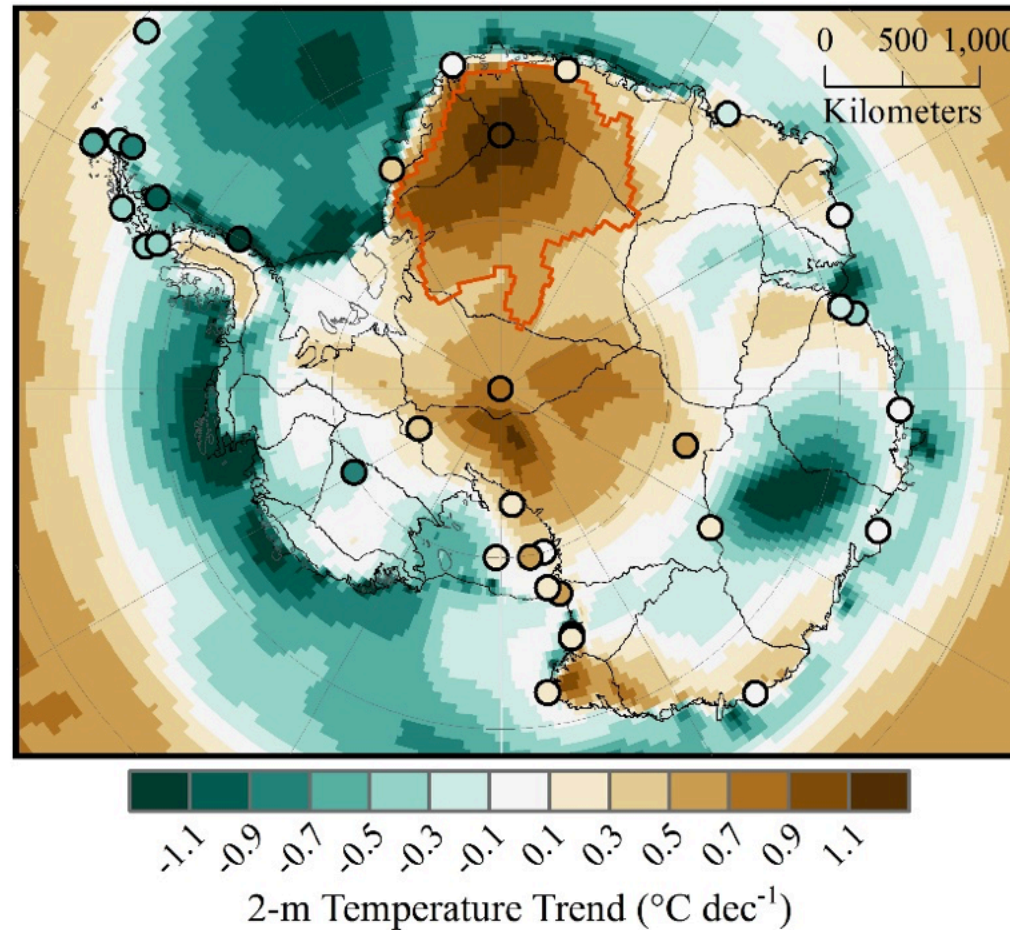 0 500 1,000
Kilometers
-1.1 -0.9 -0.7 -0.5 -0.3 -0.1 0.1 0.3 0.5 0.7 0.9 1.1
2-m Temperature Trend (°C dec⁻¹)